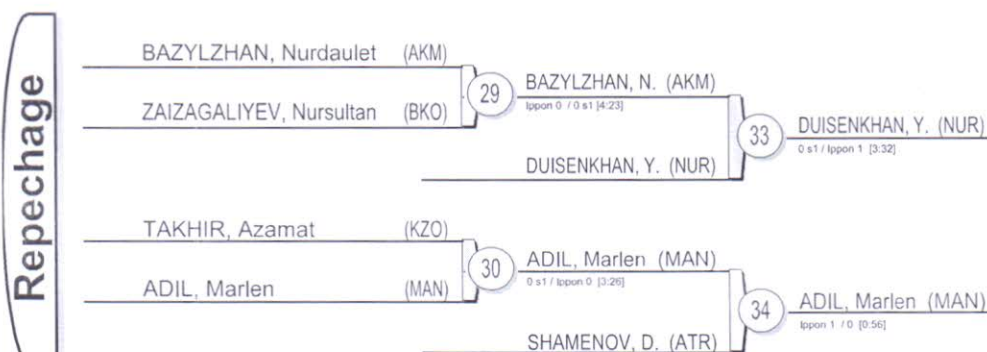 Repechage
BAZYLZHAN, Nurdaulet (AKM)
ZAIZAGALIYEV, Nursultan (BKO)
29
BAZYLZHAN, N. (AKM)
Ippon 0 / 0 s1 [4:23]
DUISENKHAN, Y. (NUR)
33
DUISENKHAN, Y. (NUR)
0 s1 / Ippon 1 [3:32]
TAKHIR, Azamat (KZO)
ADIL, Marlen (MAN)
30
ADIL, Marlen (MAN)
0 s1 / Ippon 0 [3:26]
SHAMENOV, D. (ATR)
34
ADIL, Marlen (MAN)
Ippon 1 / 0 [0:56]